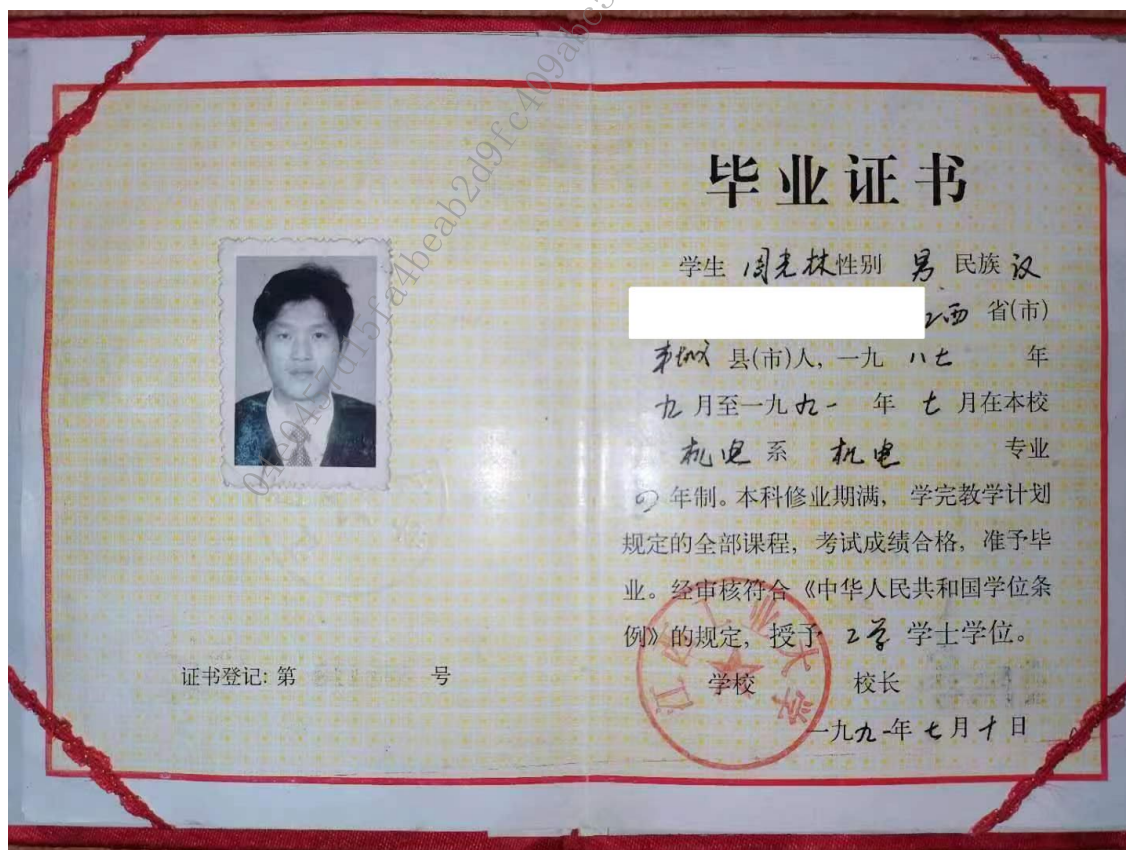 毕业证书
学生 周光林 性别 男 民族 汉
江西 省(市)
县(市)人, 一九 八七 年
九 月至一九 九一 年 七 月在本校
机电 系 机电 专业
四 年制。本科修业期满, 学完教学计划
规定的全部课程, 考试成绩合格, 准予毕
业。经审核符合《中华人民共和国学位条
例》的规定, 授予 工学 学士学位。
学校 校长
一九九一年七月十日
证书登记: 第 号
江西工业大学